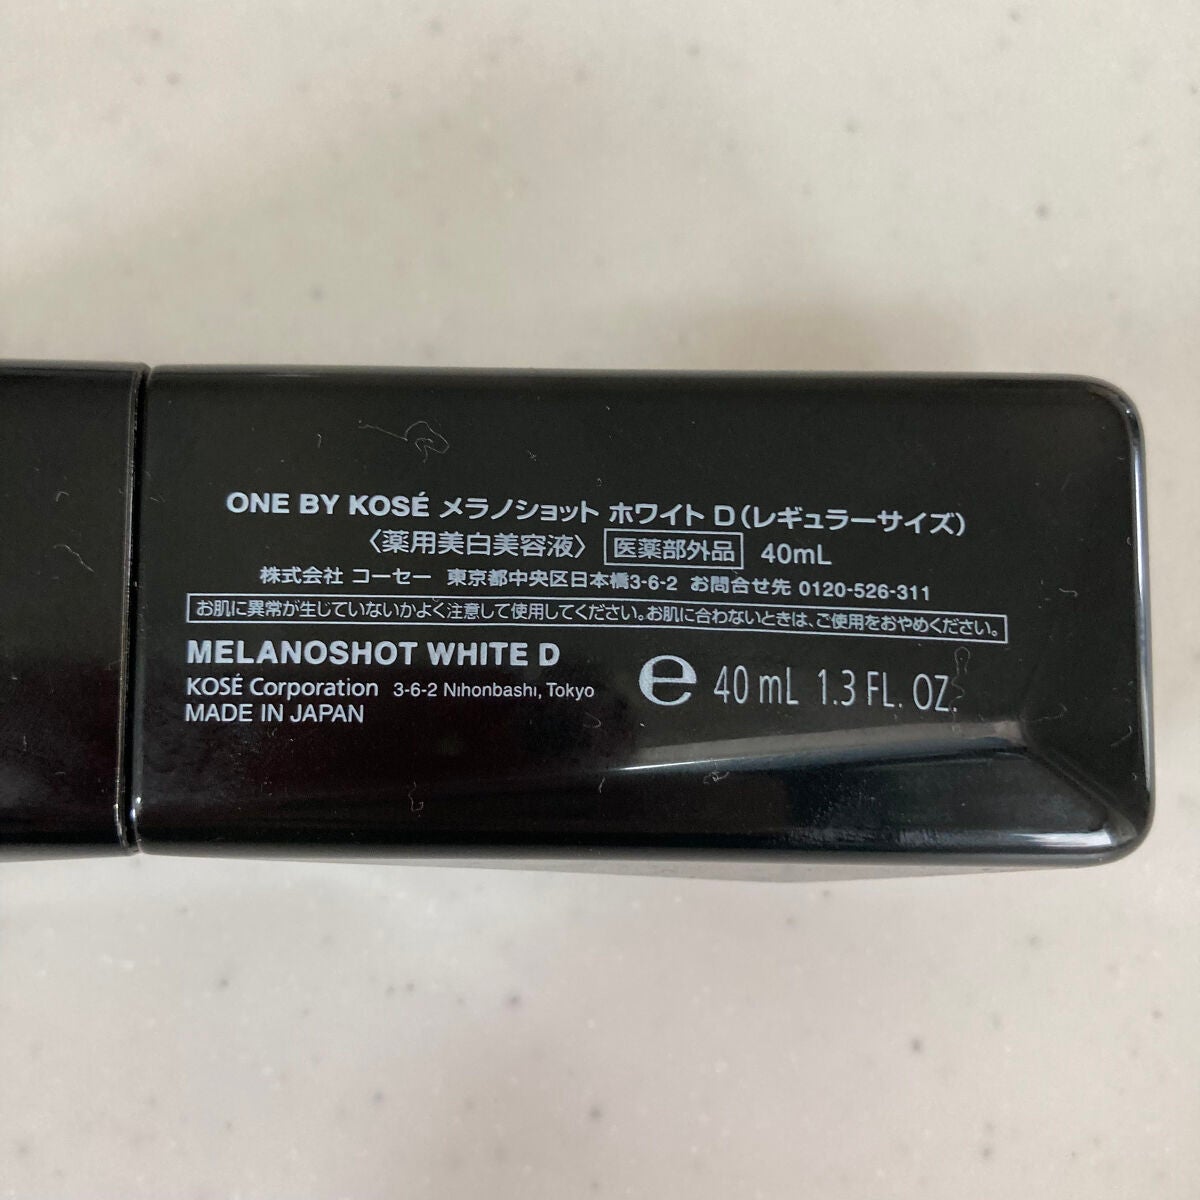 ONE BY KOSÉ メラノショット ホワイト D(レギュラーサイズ)
〈薬用美白美容液〉 医薬部外品 40mL
株式会社 コーセー 東京都中央区日本橋3-6-2 お問合せ先 0120-526-311
お肌に異常が生じていないかよく注意して使用してください。お肌に合わないときは、ご使用をおやめください。
MELANOSHOT WHITE D
KOSÉ Corporation 3-6-2 Nihonbashi, Tokyo
MADE IN JAPAN
℮ 40 mL 1.3 FL. OZ.